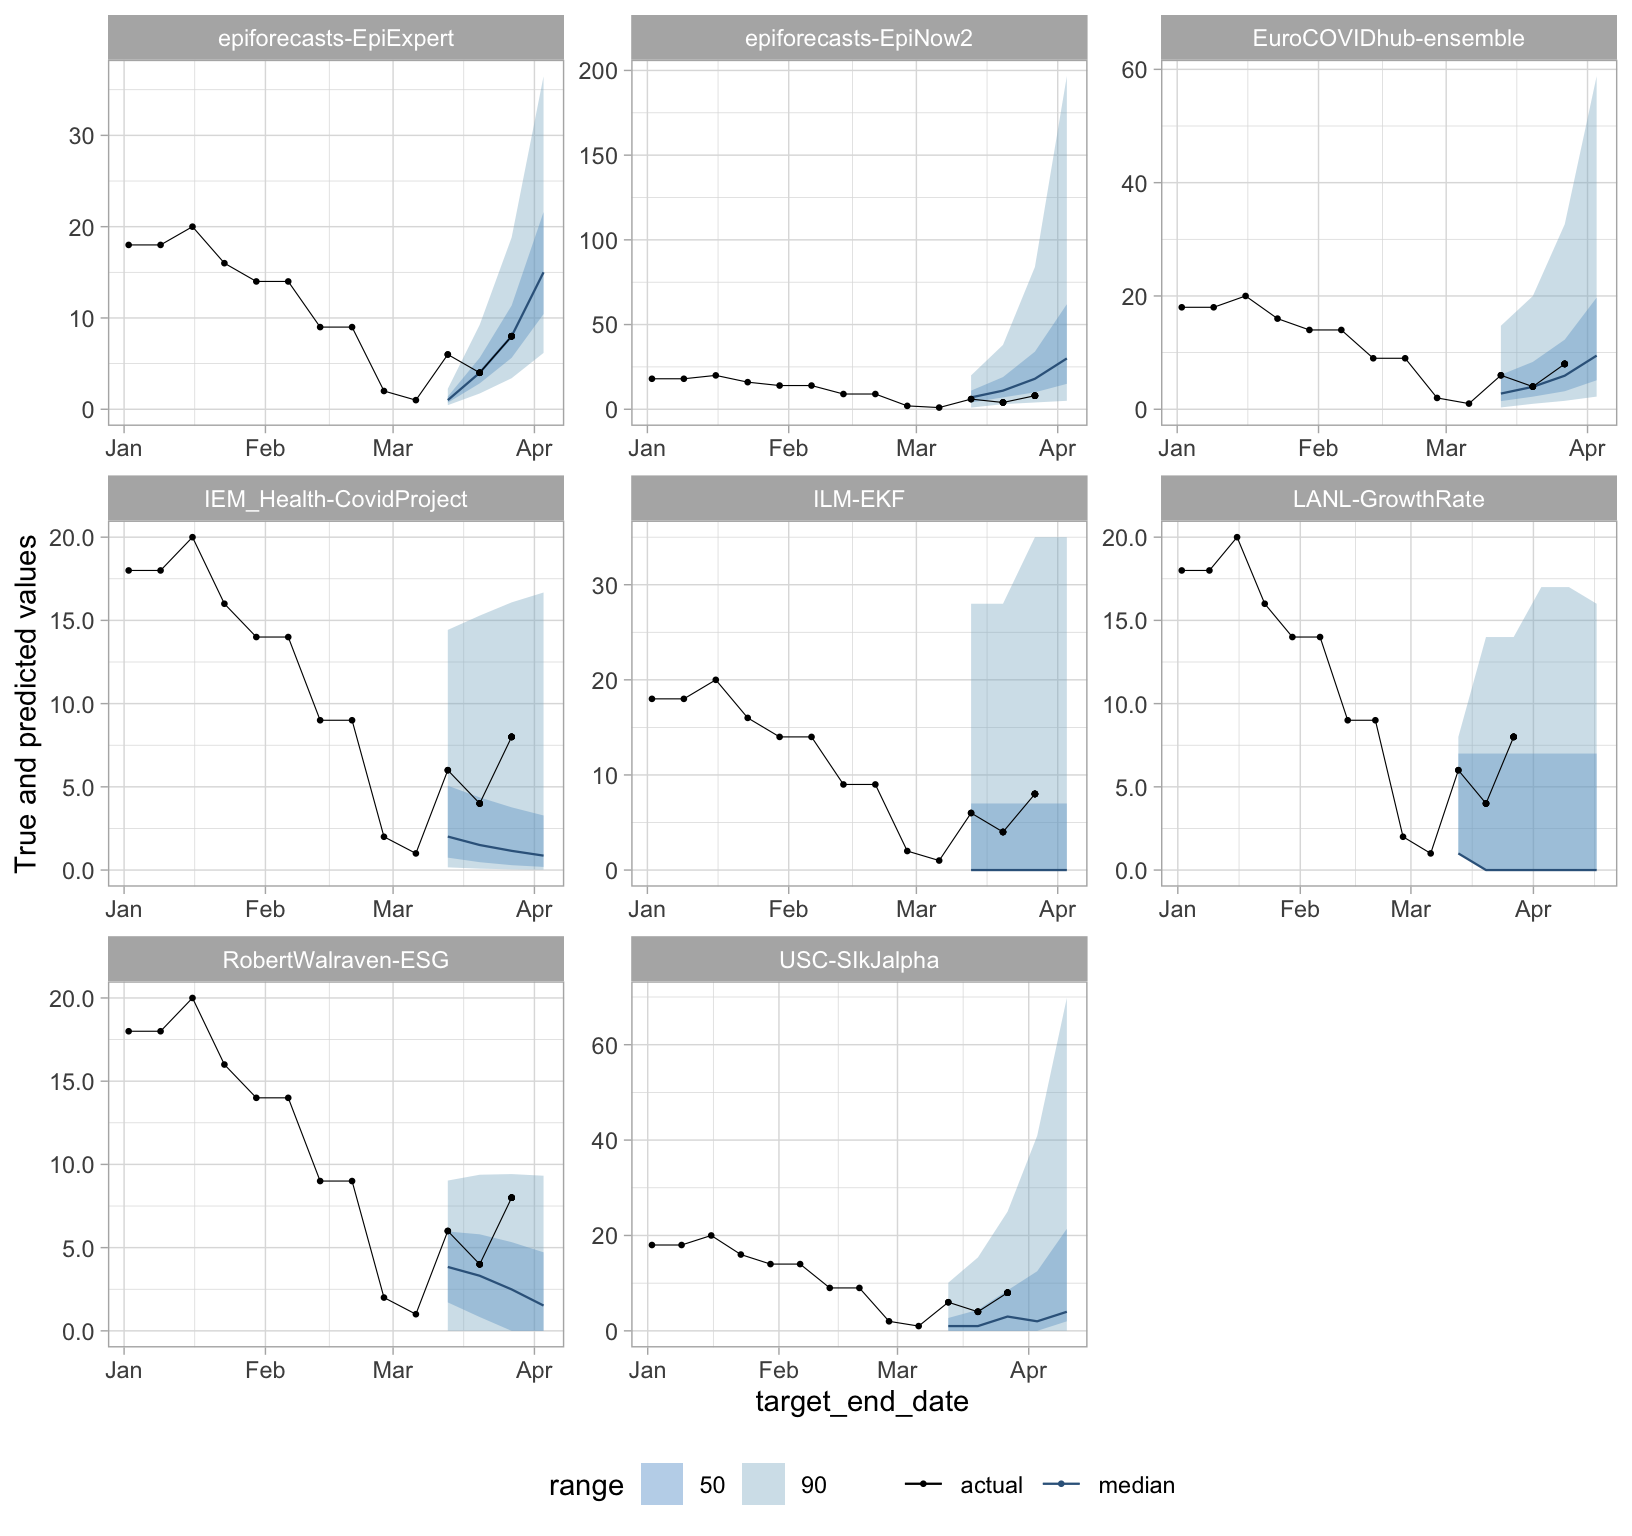 epiforecasts-EpiExpert
epiforecasts-EpiNow2
EuroCOVIDhub-ensemble
30
20
10
0
Jan Feb Mar Apr
200
150
100
50
0
Jan Feb Mar Apr
60
40
20
0
Jan Feb Mar Apr
True and predicted values
IEM_Health-CovidProject
ILM-EKF
LANL-GrowthRate
20.0
15.0
10.0
5.0
0.0
Jan Feb Mar Apr
30
20
10
0
Jan Feb Mar Apr
20.0
15.0
10.0
5.0
0.0
Jan Feb Mar Apr
RobertWalraven-ESG
USC-SIkJalpha
20.0
15.0
10.0
5.0
0.0
Jan Feb Mar Apr
60
40
20
0
Jan Feb Mar Apr
target_end_date
range 50 90 actual median